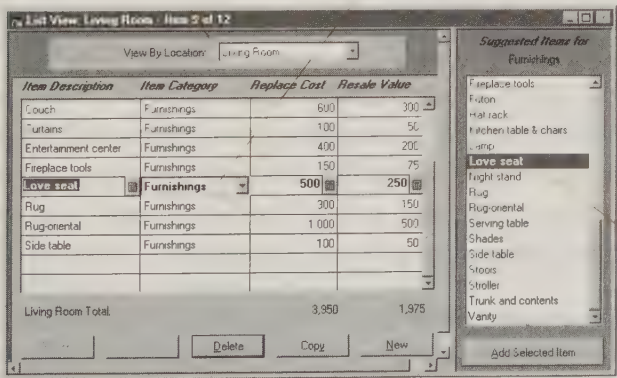 List View: Living Room - Item of 12
View By Location: Living Room
Item Description Item Category Replace Cost Resale Value
Couch Furnishings 600 300
Curtains Furnishings 100 50
Entertainment center Furnishings 400 200
Fireplace tools Furnishings 150 75
Love seat Furnishings 500 250
Rug Furnishings 300 150
Rug-oriental Furnishings 1 000 500
Side table Furnishings 100 50
Living Room Total 3,950 1,975
Delete Copy New
Suggested Items for
Furnishings
Fireplace tools
Futon
Hat rack
Kitchen table & chairs
Lamp
Love seat
Night stand
Rug
Rug-oriental
Serving table
Shades
Side table
Stools
Stroller
Trunk and contents
Vanity
Add Selected Item